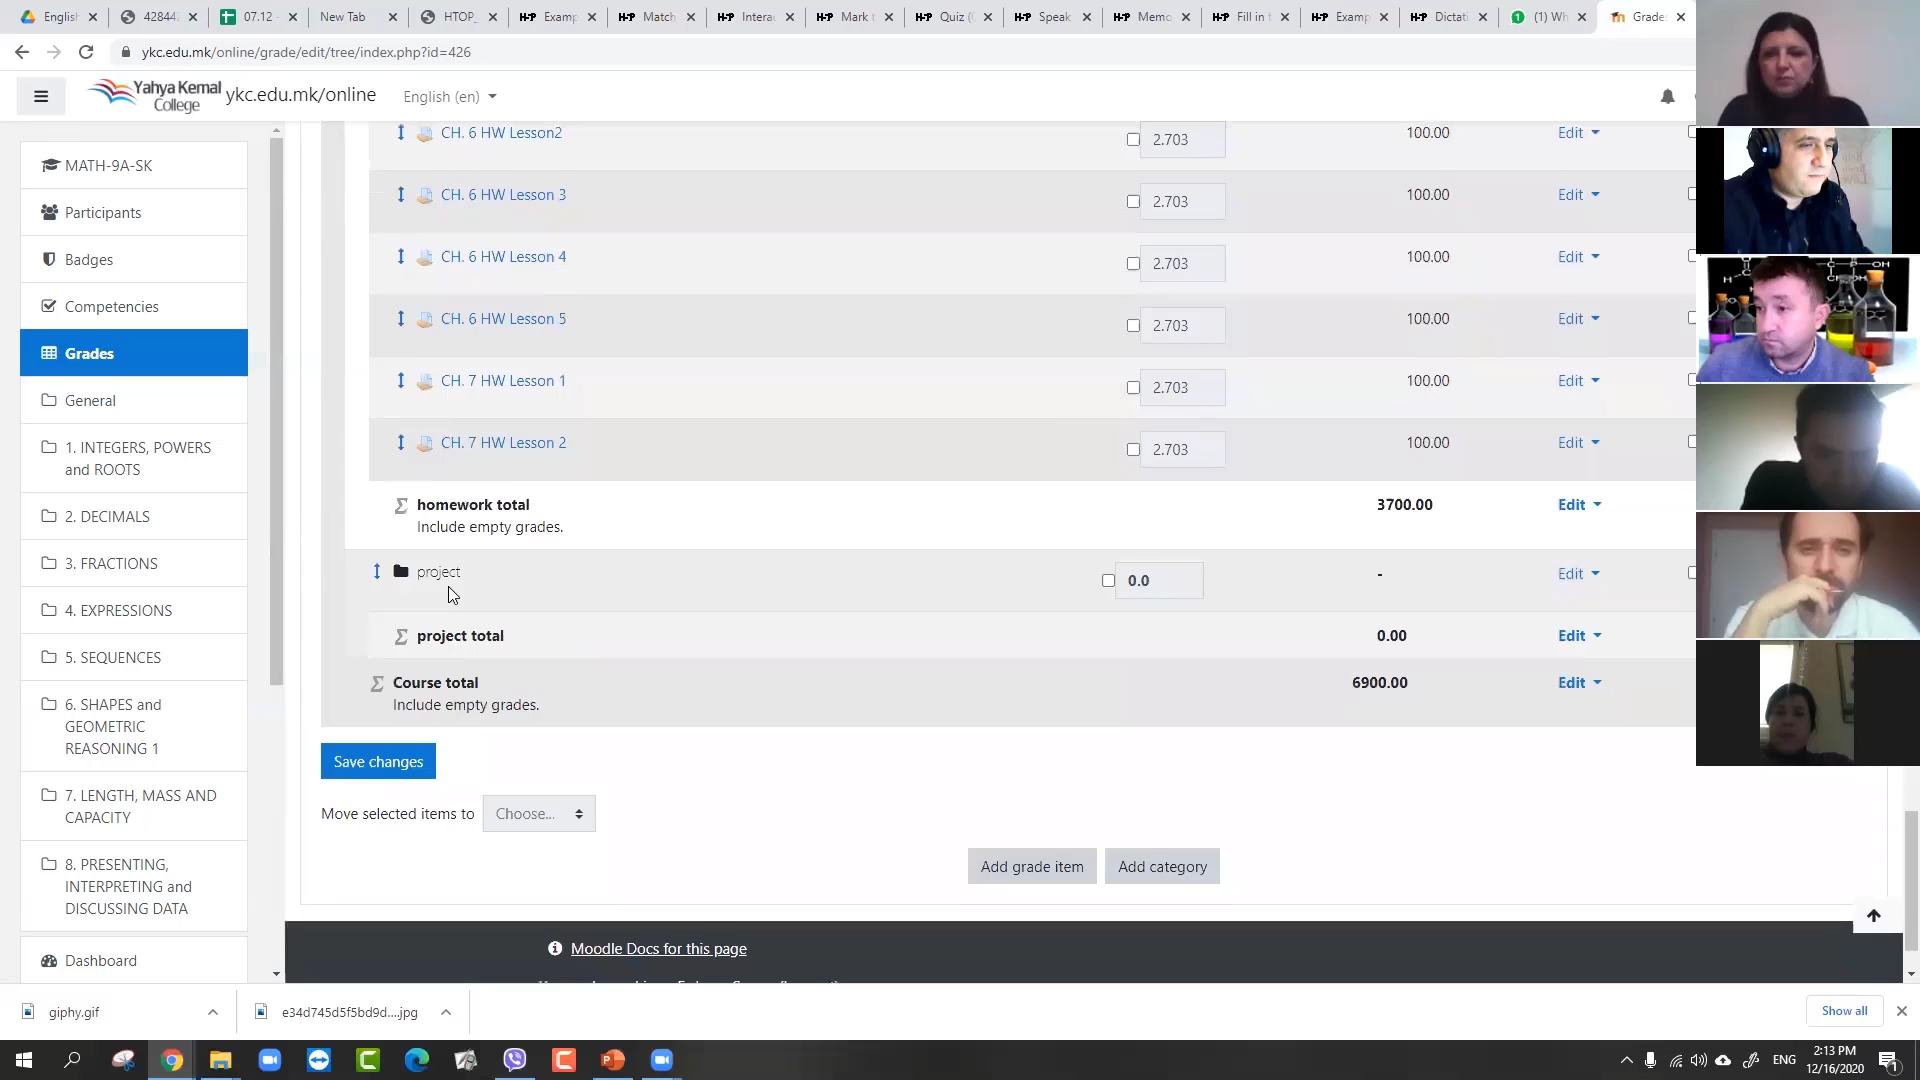 English
42844
07.12 -
New Tab
HTOP_
H-P Examp
H-P Match
H-P Intera
H-P Mark t
H-P Quiz (
H-P Speak
H-P Memo
H-P Fill in t
H-P Examp
H-P Dictati
(1) Wh
Grade
ykc.edu.mk/online/grade/edit/tree/index.php?id=426
Yahya Kemal
College
ykc.edu.mk/online
English (en)
MATH-9A-SK
Participants
Badges
Competencies
Grades
General
1. INTEGERS, POWERS
and ROOTS
2. DECIMALS
3. FRACTIONS
4. EXPRESSIONS
5. SEQUENCES
6. SHAPES and
GEOMETRIC
REASONING 1
7. LENGTH, MASS AND
CAPACITY
8. PRESENTING,
INTERPRETING and
DISCUSSING DATA
Dashboard
CH. 6 HW Lesson2 2.703 100.00 Edit
CH. 6 HW Lesson 3 2.703 100.00 Edit
CH. 6 HW Lesson 4 2.703 100.00 Edit
CH. 6 HW Lesson 5 2.703 100.00 Edit
CH. 7 HW Lesson 1 2.703 100.00 Edit
CH. 7 HW Lesson 2 2.703 100.00 Edit
homework total 3700.00 Edit
Include empty grades.
project 0.0 - Edit
project total 0.00 Edit
Course total 6900.00 Edit
Include empty grades.
Save changes
Move selected items to Choose...
Add grade item Add category
Moodle Docs for this page
giphy.gif
e34d745d5f5bd9d....jpg
Show all
ENG
2:13 PM
12/16/2020
1